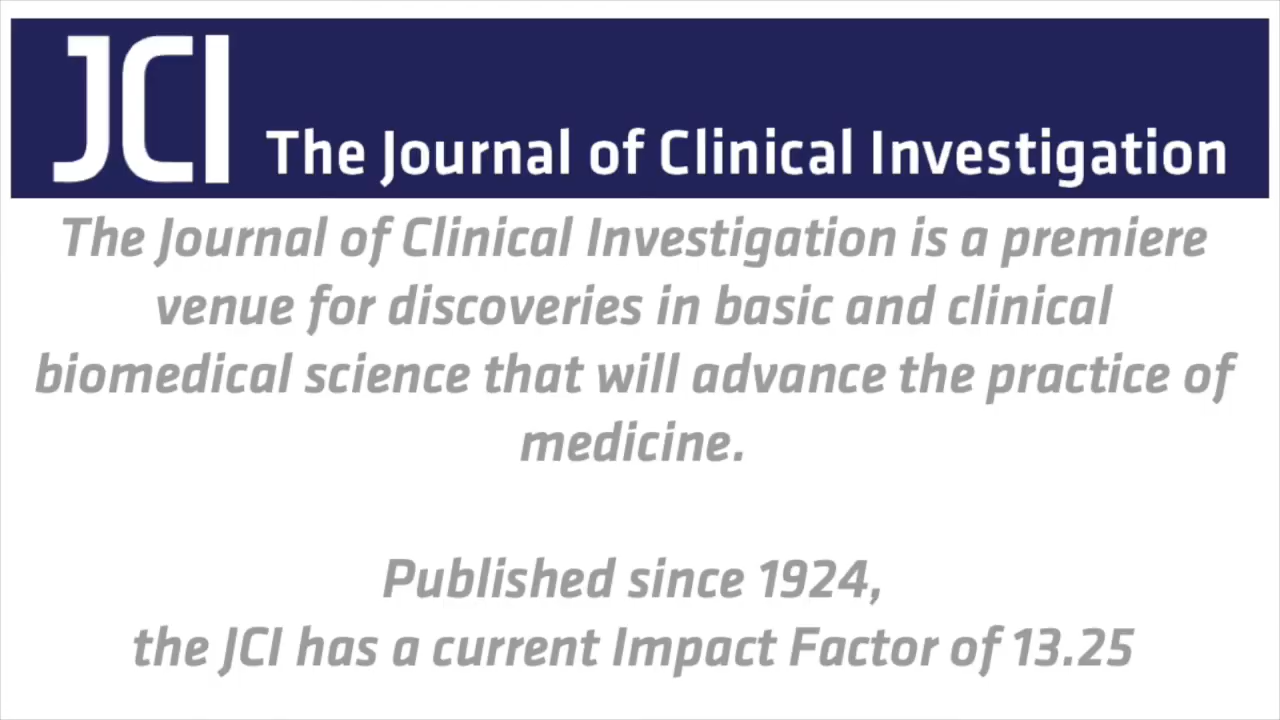 JCI The Journal of Clinical Investigation
The Journal of Clinical Investigation is a premiere
venue for discoveries in basic and clinical
biomedical science that will advance the practice of
medicine.
Published since 1924,
the JCI has a current Impact Factor of 13.25